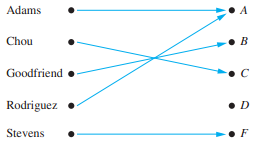 Adams A
Chou B
Goodfriend C
Rodriguez D
Stevens F